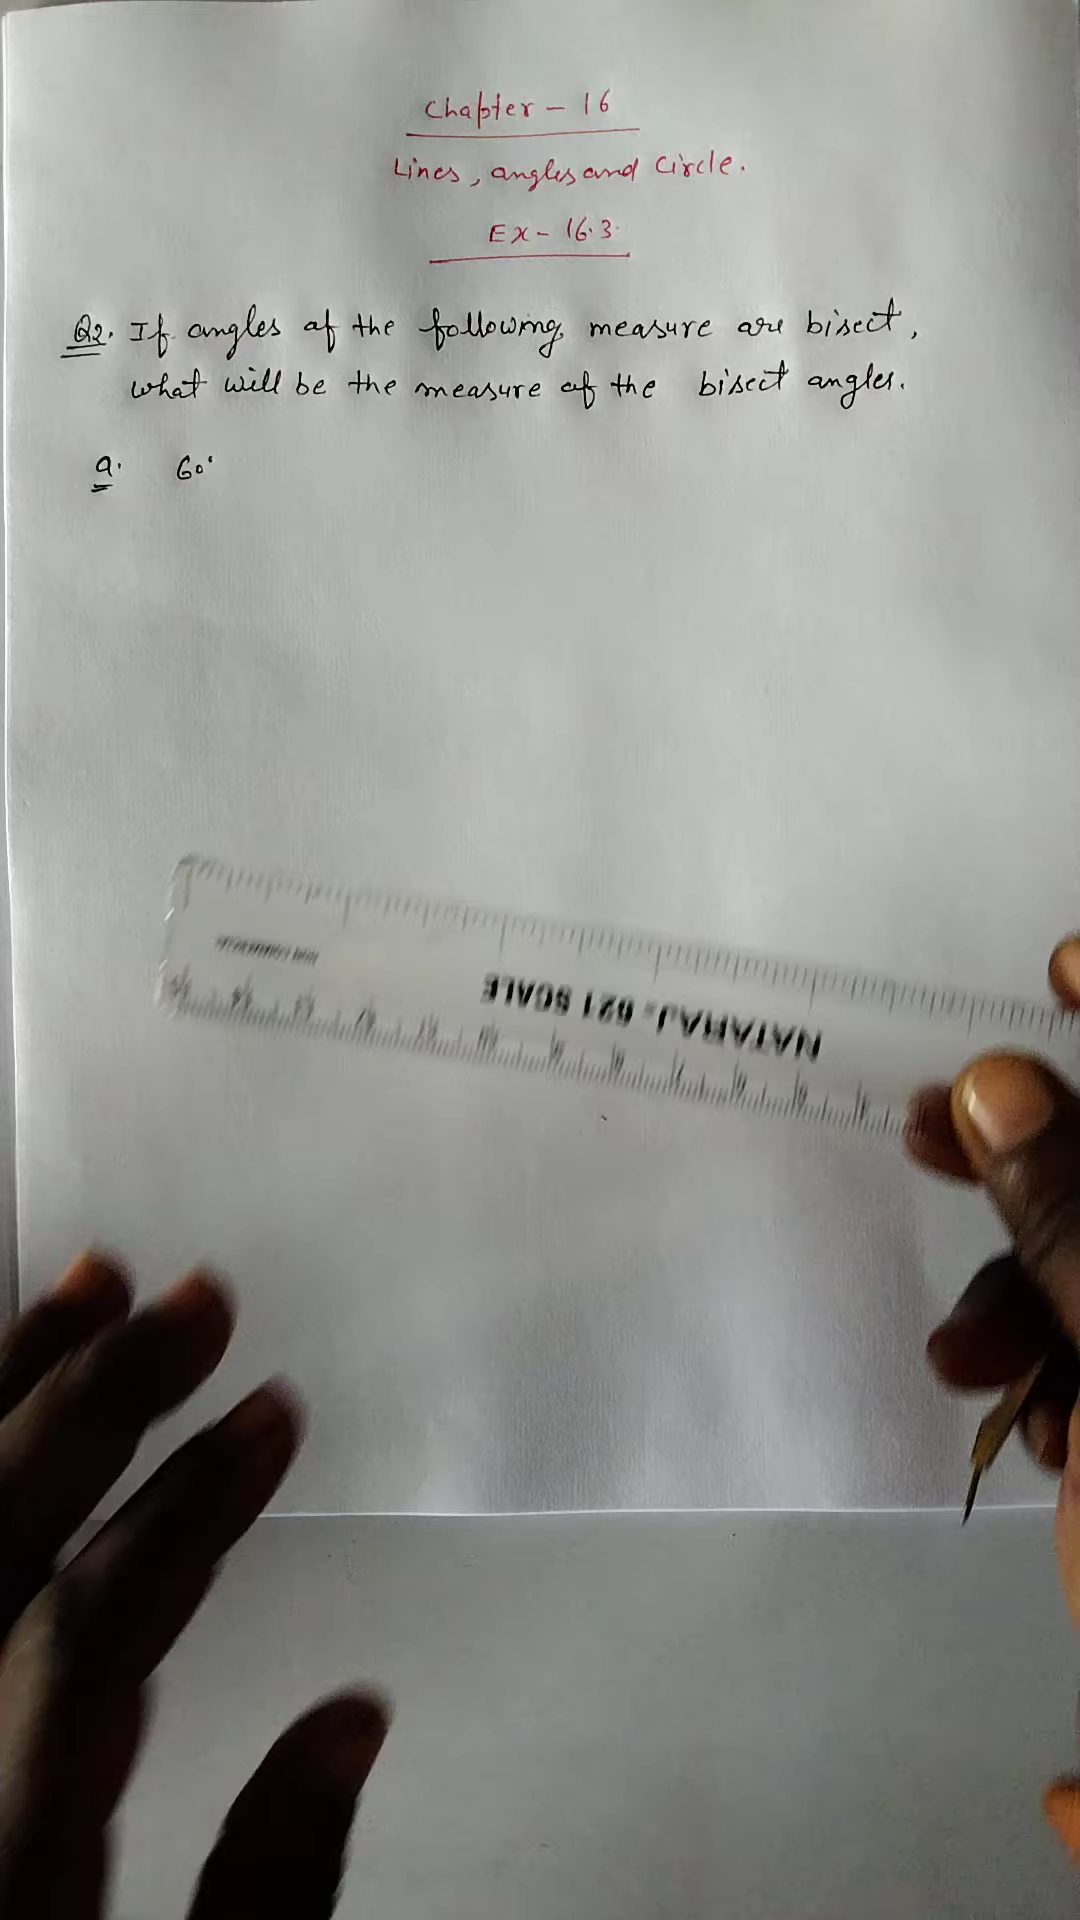 Chapter - 16
Lines, angles and Circle.
Ex - 16.3.
Q2. If angles of the following measure are bisect,
what will be the measure of the bisect angles.
a. 60°
NATARAJ - 621 SCALE